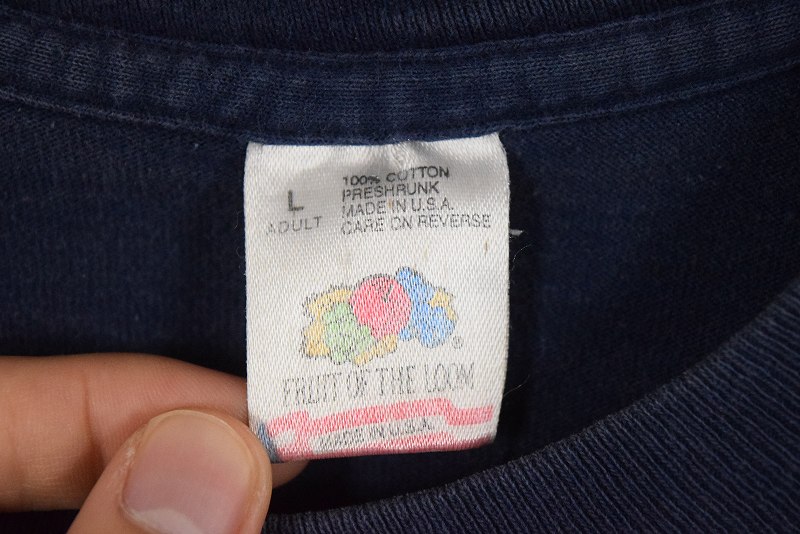 L
ADULT
100% COTTON
PRESHRUNK
MADE IN U.S.A.
CARE ON REVERSE
®
FRUIT OF THE LOOM
MADE IN U.S.A.